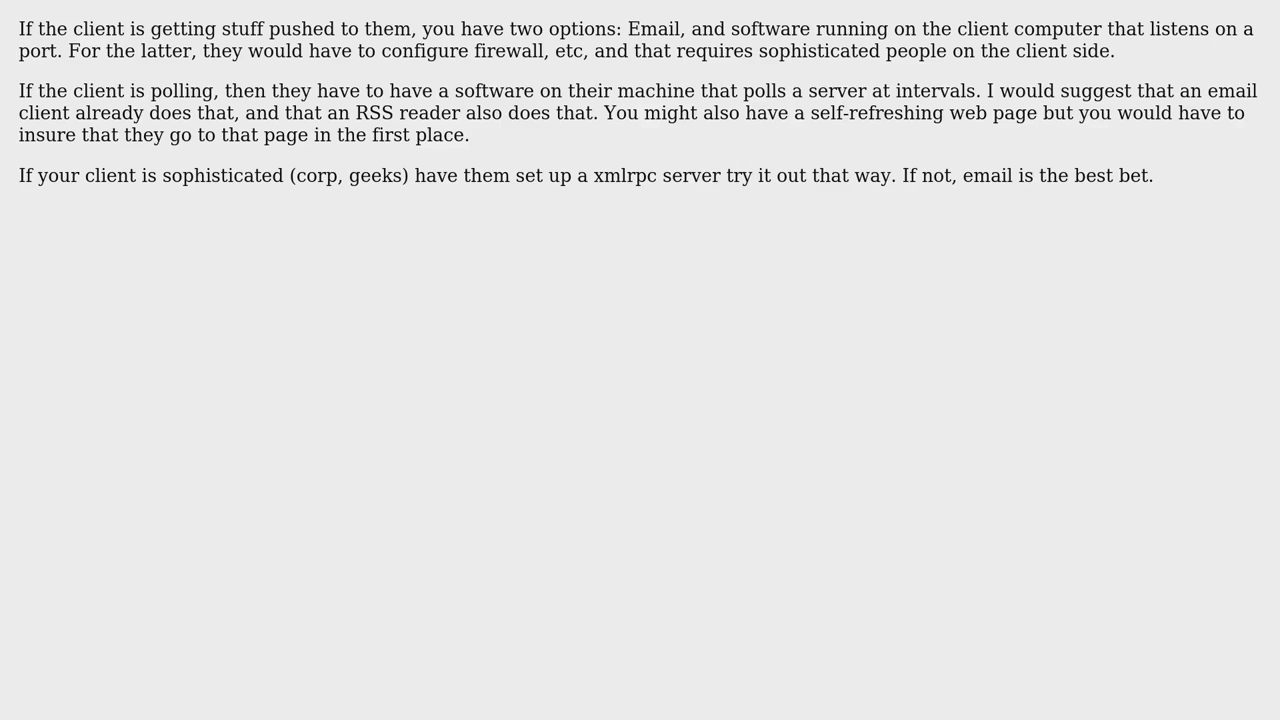 If the client is getting stuff pushed to them, you have two options: Email, and software running on the client computer that listens on a
port. For the latter, they would have to configure firewall, etc, and that requires sophisticated people on the client side.
If the client is polling, then they have to have a software on their machine that polls a server at intervals. I would suggest that an email
client already does that, and that an RSS reader also does that. You might also have a self-refreshing web page but you would have to
insure that they go to that page in the first place.
If your client is sophisticated (corp, geeks) have them set up a xmlrpc server try it out that way. If not, email is the best bet.